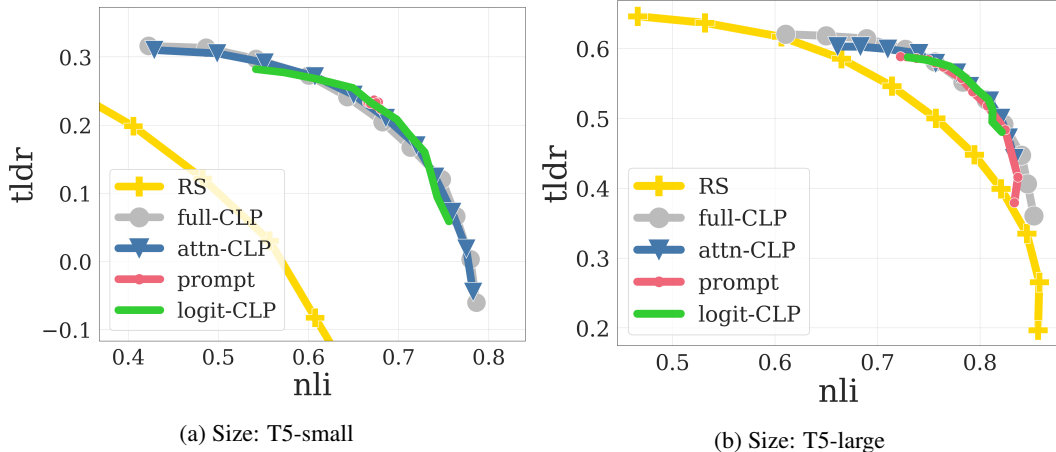 0.3
0.2
0.1
0.0
−0.1
tldr
0.4
0.5
0.6
0.7
0.8
nli
RS
full-CLP
attn-CLP
prompt
logit-CLP
(a) Size: T5-small
0.6
0.5
0.4
0.3
0.2
tldr
0.5
0.6
0.7
0.8
nli
RS
full-CLP
attn-CLP
prompt
logit-CLP
(b) Size: T5-large